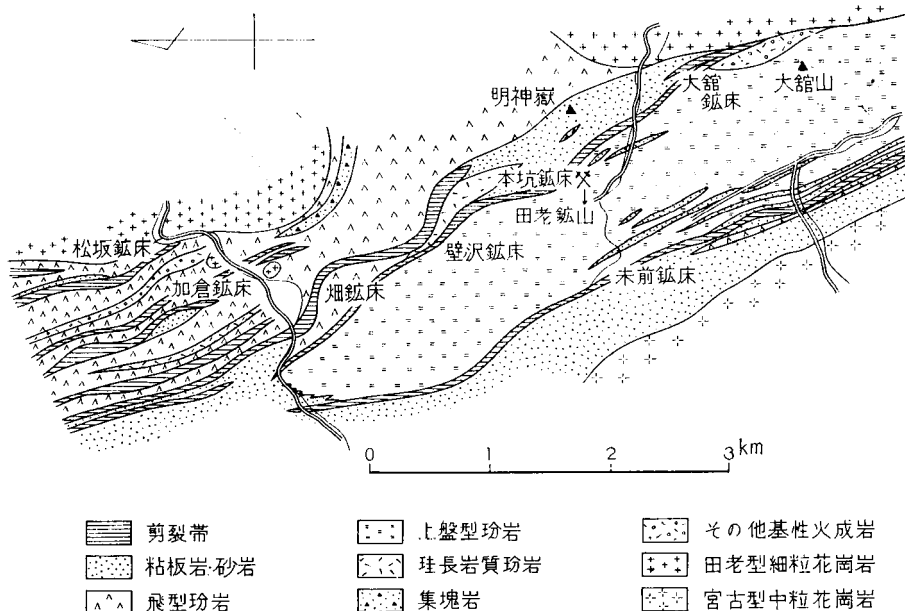 明神嶽
大舘
鉱床
大舘山
本坑鉱床
田老鉱山
松坂鉱床
加倉鉱床
畑鉱床
壁沢鉱床
末前鉱床
0 1 2 3 km
剪裂帯
粘板岩・砂岩
飛型玢岩
上盤型玢岩
珪長岩質玢岩
集塊岩
その他基性火成岩
田老型細粒花崗岩
宮古型中粒花崗岩